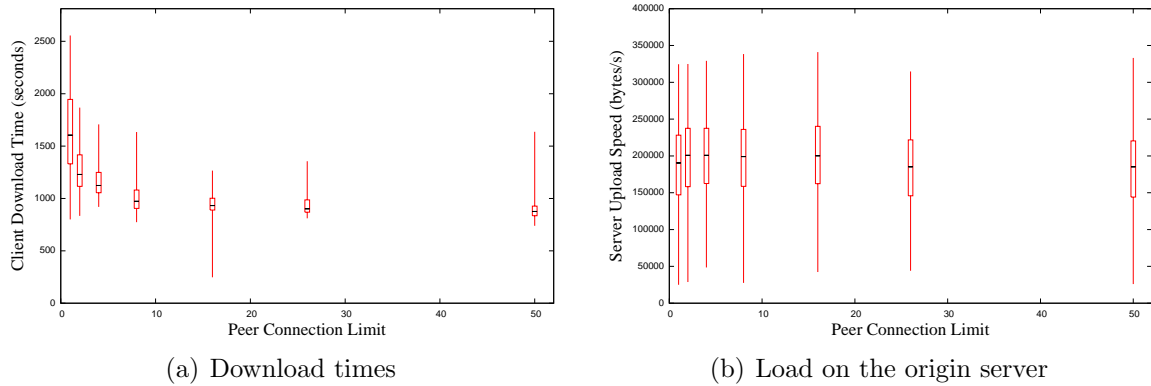 2500
2000
1500
1000
500
0
Client Download Time (seconds)
0 10 20 30 40 50
Peer Connection Limit
(a) Download times
400000
350000
300000
250000
200000
150000
100000
50000
0
Server Upload Speed (bytes/s)
0 10 20 30 40 50
Peer Connection Limit
(b) Load on the origin server